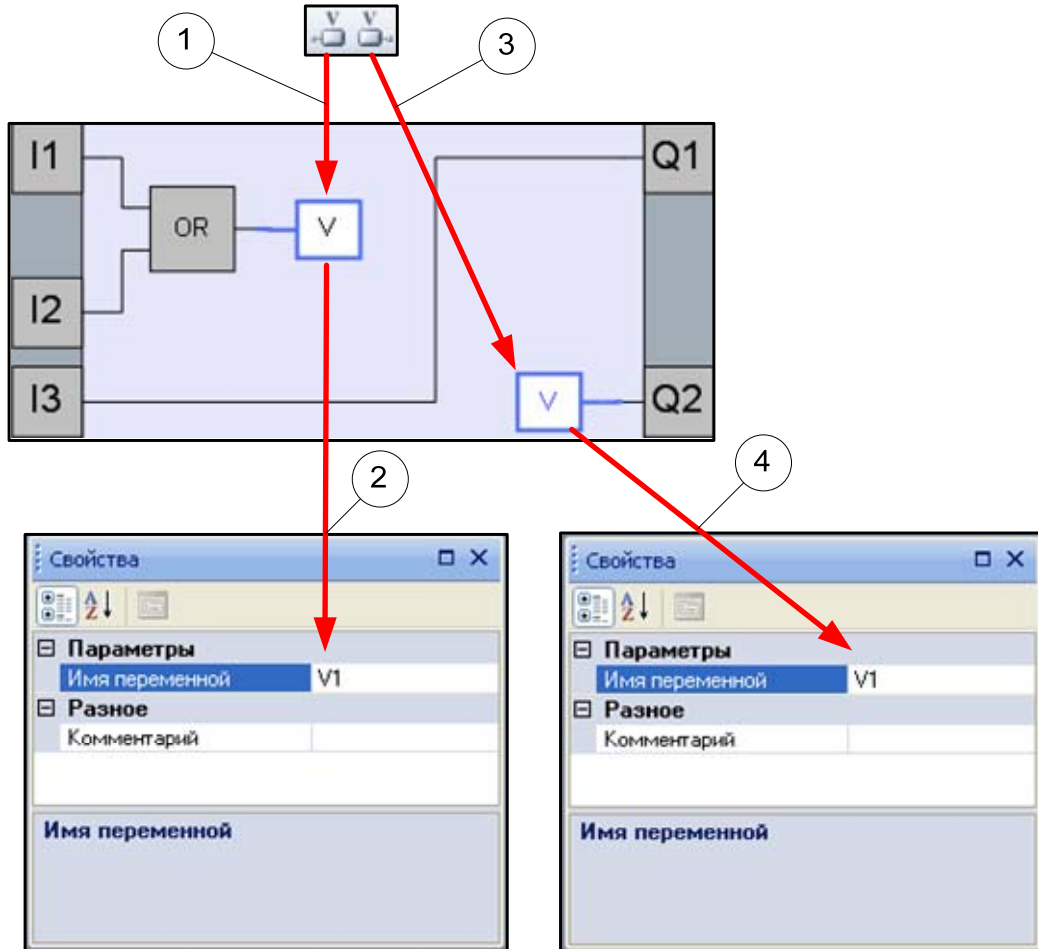 V V
1
3
I1
Q1
OR
V
I2
I3
V
Q2
2
4
Свойства
A
Z
Параметры
Имя переменной V1
Разное
Комментарий
Имя переменной
Свойства
A
Z
Параметры
Имя переменной V1
Разное
Комментарий
Имя переменной